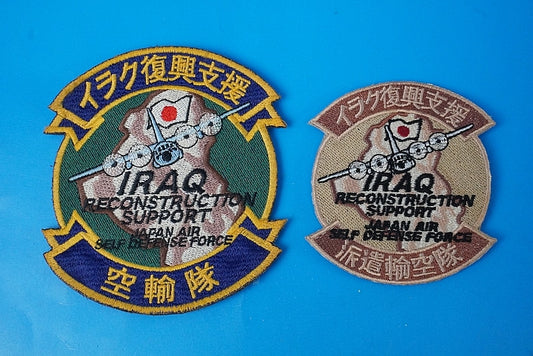 イラク復興支援
IRAQ
RECONSTRUCTION
SUPPORT
JAPAN AIR
SELF DEFENSE FORCE
空輸隊
イラク復興支援
IRAQ
RECONSTRUCTION
SUPPORT
JAPAN AIR
SELF DEFENSE FORCE
派遣輸空隊